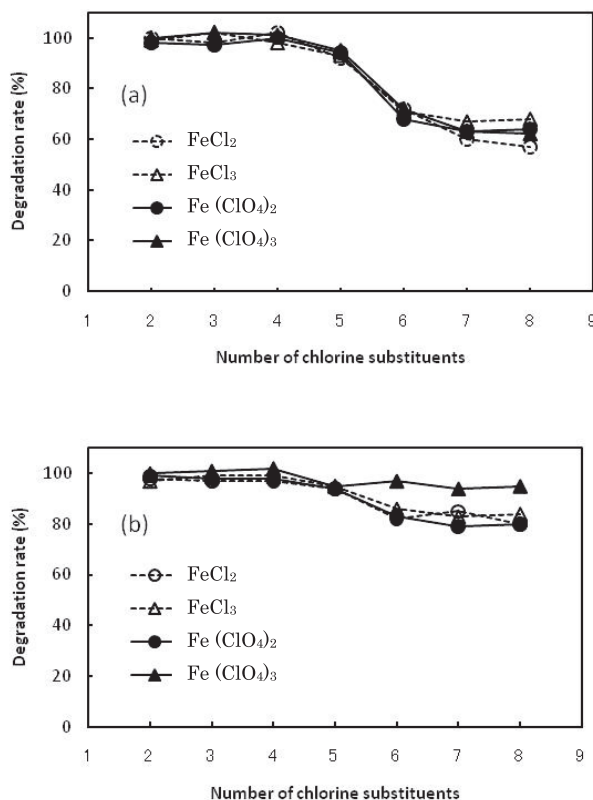 100
80
60
40
20
0
Degradation rate (%)
(a)
FeCl₂
FeCl₃
Fe (ClO₄)₂
Fe (ClO₄)₃
1 2 3 4 5 6 7 8 9
Number of chlorine substituents
100
80
60
40
20
0
Degradation rate (%)
(b)
FeCl₂
FeCl₃
Fe (ClO₄)₂
Fe (ClO₄)₃
1 2 3 4 5 6 7 8 9
Number of chlorine substituents